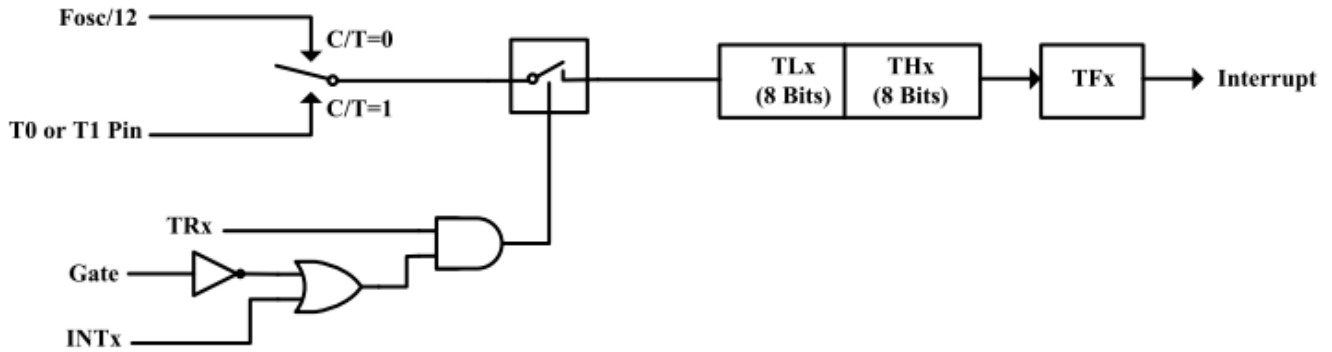 Fosc/12
C/T=0
C/T=1
T0 or T1 Pin
TLx
(8 Bits)
THx
(8 Bits)
TFx
Interrupt
TRx
Gate
INTx